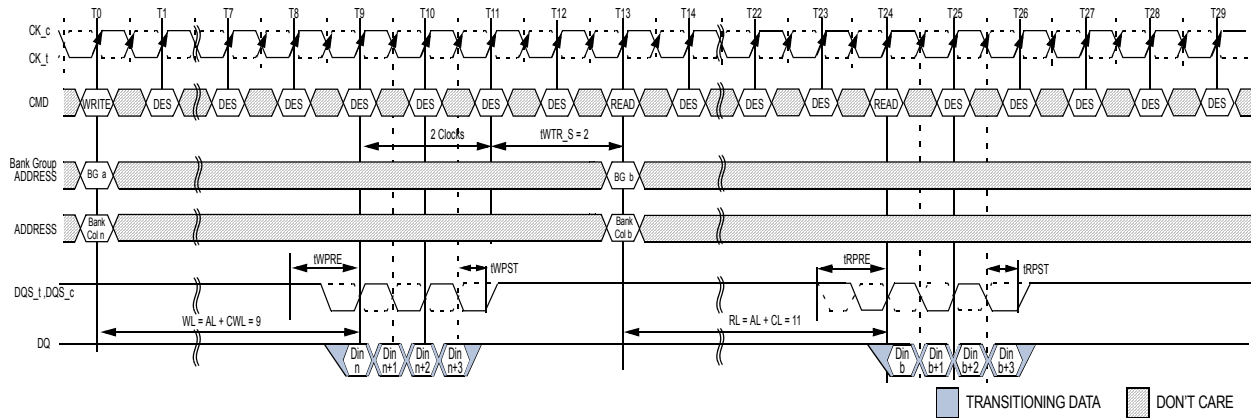 T0 T1 T7 T8 T9 T10 T11 T12 T13 T14 T22 T23 T24 T25 T26 T27 T28 T29
CK_c
CK_t
CMD WRITE DES DES DES DES DES DES DES READ DES DES DES READ DES DES DES DES DES
2 Clocks tWTR_S = 2
Bank Group
ADDRESS BG a BG b
ADDRESS Bank Col n Bank Col b
tWPRE tWPST tRPRE tRPST
DQS_t ,DQS_c
WL = AL + CWL = 9 RL = AL + CL = 11
DQ Din n Din n+1 Din n+2 Din n+3 Din b Din b+1 Din b+2 Din b+3
TRANSITIONING DATA DON'T CARE